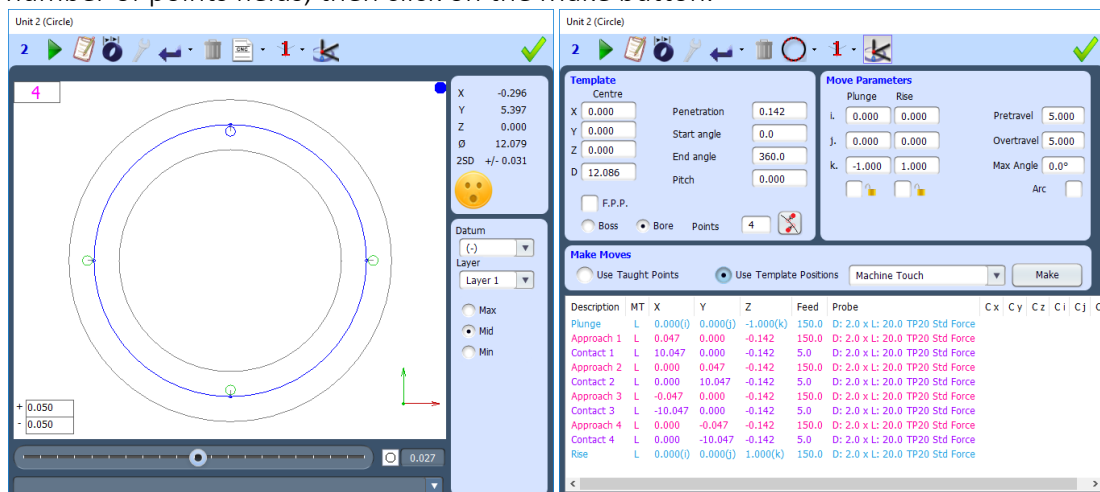 number of points fields, then click on the Make button.
Unit 2 (Circle)
2
4
X -0.296
Y 5.397
Z 0.000
Ø 12.079
2SD +/- 0.031
Datum
(-)
Layer
Layer 1
Max
Mid
Min
+ 0.050
- 0.050
0.027
Unit 2 (Circle)
2
Template
Centre
X 0.000 Penetration 0.142
Y 0.000 Start angle 0.0
Z 0.000 End angle 360.0
D 12.086 Pitch 0.000
F.P.P.
Boss Bore Points 4
Move Parameters
Plunge Rise
i. 0.000 0.000 Pretravel 5.000
j. 0.000 0.000 Overtravel 5.000
k. -1.000 1.000 Max Angle 0.0°
Arc
Make Moves
Use Taught Points Use Template Positions Machine Touch Make
Description MT X Y Z Feed Probe C x C y C z C i C j
Plunge L 0.000(i) 0.000(j) -1.000(k) 150.0 D: 2.0 x L: 20.0 TP20 Std Force
Approach 1 L 0.047 0.000 -0.142 150.0 D: 2.0 x L: 20.0 TP20 Std Force
Contact 1 L 10.047 0.000 -0.142 5.0 D: 2.0 x L: 20.0 TP20 Std Force
Approach 2 L 0.000 0.047 -0.142 150.0 D: 2.0 x L: 20.0 TP20 Std Force
Contact 2 L 0.000 10.047 -0.142 5.0 D: 2.0 x L: 20.0 TP20 Std Force
Approach 3 L -0.047 0.000 -0.142 150.0 D: 2.0 x L: 20.0 TP20 Std Force
Contact 3 L -10.047 0.000 -0.142 5.0 D: 2.0 x L: 20.0 TP20 Std Force
Approach 4 L 0.000 -0.047 -0.142 150.0 D: 2.0 x L: 20.0 TP20 Std Force
Contact 4 L 0.000 -10.047 -0.142 5.0 D: 2.0 x L: 20.0 TP20 Std Force
Rise L 0.000(i) 0.000(j) 1.000(k) 150.0 D: 2.0 x L: 20.0 TP20 Std Force